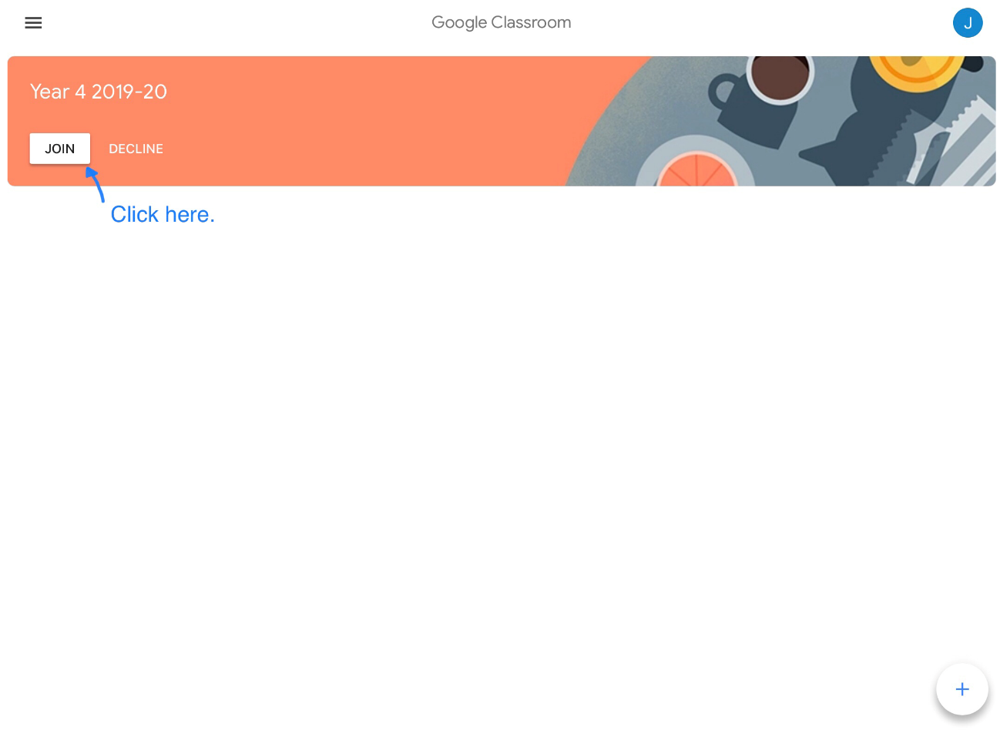 Google Classroom
J
Year 4 2019-20
JOIN DECLINE
Click here.
+